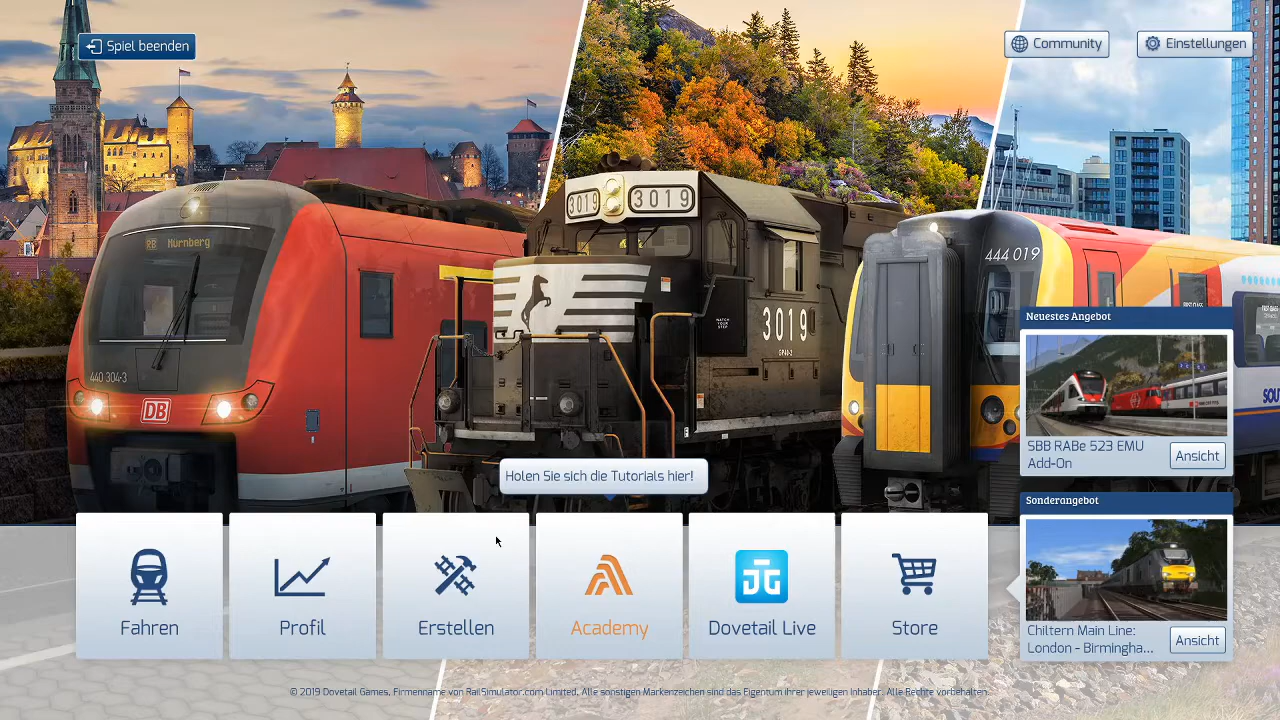 Spiel beenden
Community
Einstellungen
RB Nürnberg
3019
3019
444 019
3019
GP40-2
440 304-3
DB
Neuestes Angebot
SBB RABe 523 EMU
Add-On
Ansicht
Holen Sie sich die Tutorials hier!
Sonderangebot
Chiltern Main Line:
London - Birmingha...
Ansicht
Fahren
Profil
Erstellen
Academy
Dovetail Live
Store
© 2019 Dovetail Games, Firmenname von RailSimulator.com Limited. Alle sonstigen Markenzeichen sind das Eigentum ihrer jeweiligen Inhaber. Alle Rechte vorbehalten.